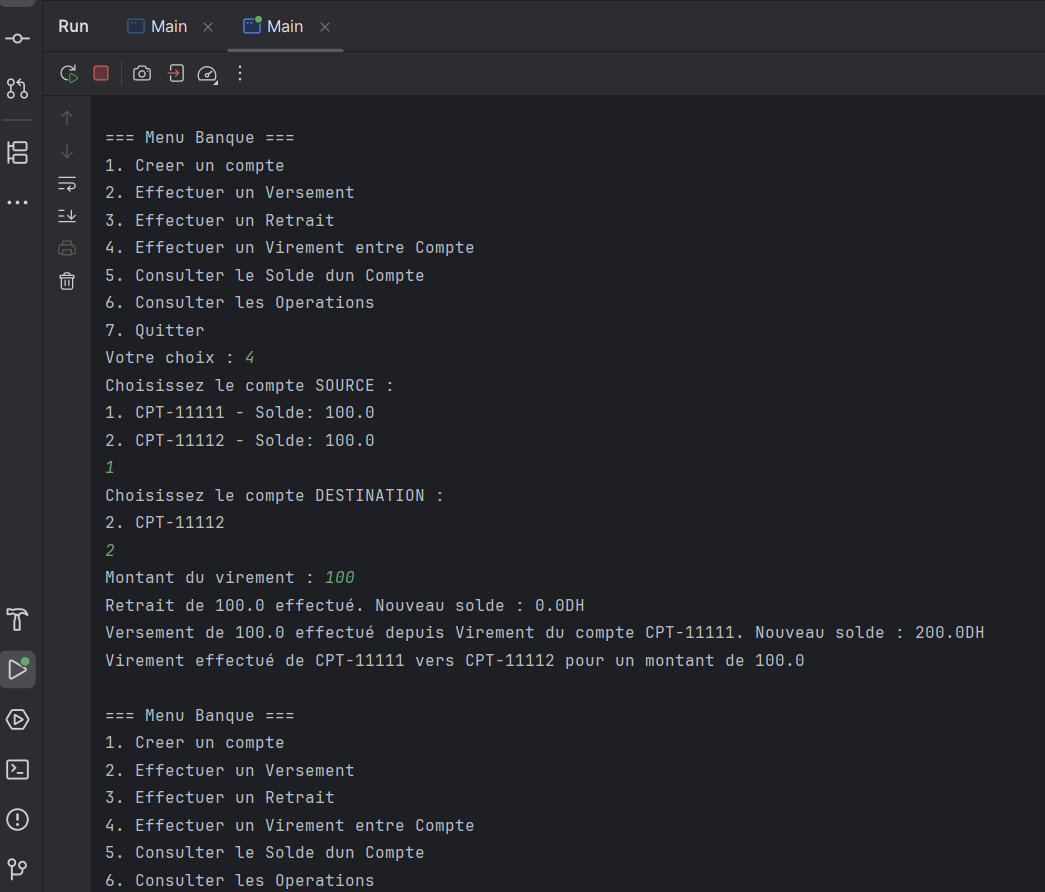 Run Main Main
=== Menu Banque ===
1. Creer un compte
2. Effectuer un Versement
3. Effectuer un Retrait
4. Effectuer un Virement entre Compte
5. Consulter le Solde dun Compte
6. Consulter les Operations
7. Quitter
Votre choix : 4
Choisissez le compte SOURCE :
1. CPT-11111 - Solde: 100.0
2. CPT-11112 - Solde: 100.0
1
Choisissez le compte DESTINATION :
2. CPT-11112
2
Montant du virement : 100
Retrait de 100.0 effectué. Nouveau solde : 0.0DH
Versement de 100.0 effectué depuis Virement du compte CPT-11111. Nouveau solde : 200.0DH
Virement effectué de CPT-11111 vers CPT-11112 pour un montant de 100.0
=== Menu Banque ===
1. Creer un compte
2. Effectuer un Versement
3. Effectuer un Retrait
4. Effectuer un Virement entre Compte
5. Consulter le Solde dun Compte
6. Consulter les Operations